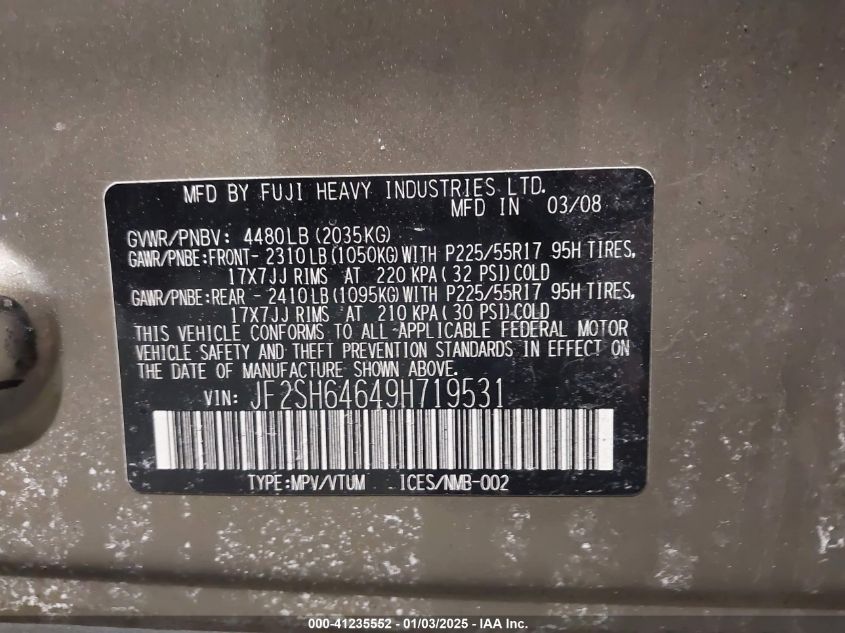 MFD BY FUJI HEAVY INDUSTRIES LTD.
MFD IN 03/08
GVWR/PNBV: 4480LB (2035KG)
GAWR/PNBE:FRONT- 2310LB (1050KG)WITH P225/55R17 95H TIRES,
17X7JJ RIMS AT 220 KPA (32 PSI)COLD
GAWR/PNBE:REAR - 2410LB (1095KG)WITH P225/55R17 95H TIRES,
17X7JJ RIMS AT 210 KPA (30 PSI)COLD
THIS VEHICLE CONFORMS TO ALL APPLICABLE FEDERAL MOTOR
VEHICLE SAFETY AND THEFT PREVENTION STANDARDS IN EFFECT ON
THE DATE OF MANUFACTURE SHOWN ABOVE.
VIN: JF2SH64649H719531
TYPE:MPV/VTUM ICES/NMB-002
000-41235552 - 01/03/2025 - IAA Inc.